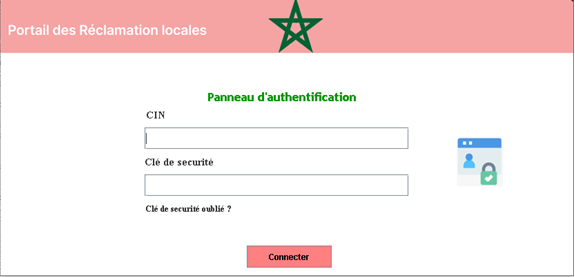 Portail des Réclamation locales
Panneau d'authentification
CIN
Clé de securité
Clé de securité oublié ?
Connecter